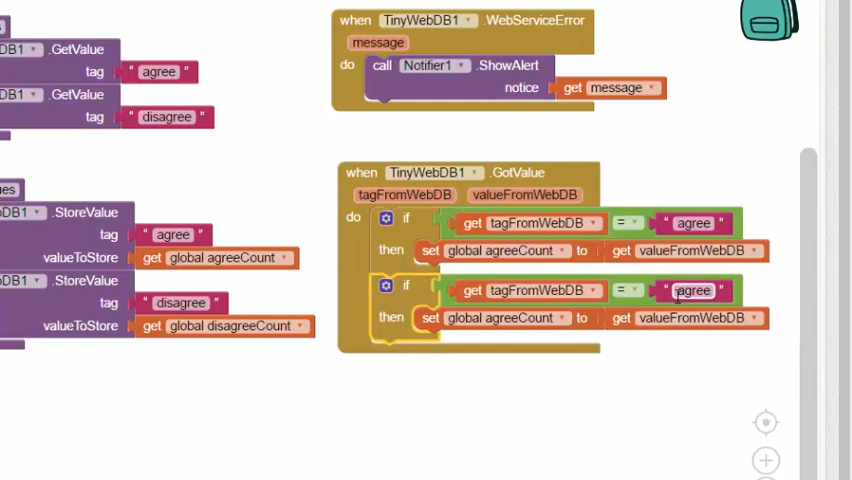 s
when TinyWebDB1 .WebServiceError
message
do call Notifier1 .ShowAlert
notice get message
DB1 .GetValue
tag “ agree ”
DB1 .GetValue
tag “ disagree ”
ues
DB1 .StoreValue
tag “ agree ”
valueToStore get global agreeCount
DB1 .StoreValue
tag “ disagree ”
valueToStore get global disagreeCount
when TinyWebDB1 .GotValue
tagFromWebDB valueFromWebDB
do if get tagFromWebDB = “ agree ”
then set global agreeCount to get valueFromWebDB
if get tagFromWebDB = “ agree ”
then set global agreeCount to get valueFromWebDB